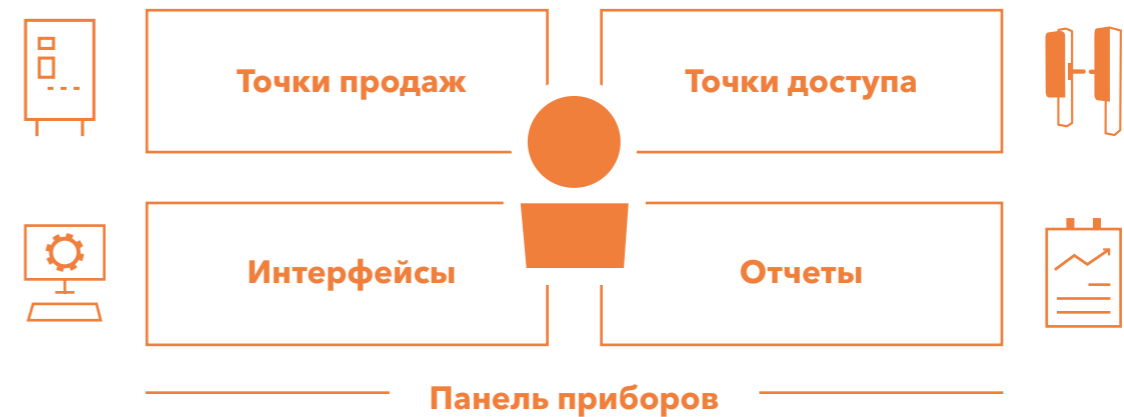 Точки продаж
Точки доступа
Интерфейсы
Отчеты
Панель приборов